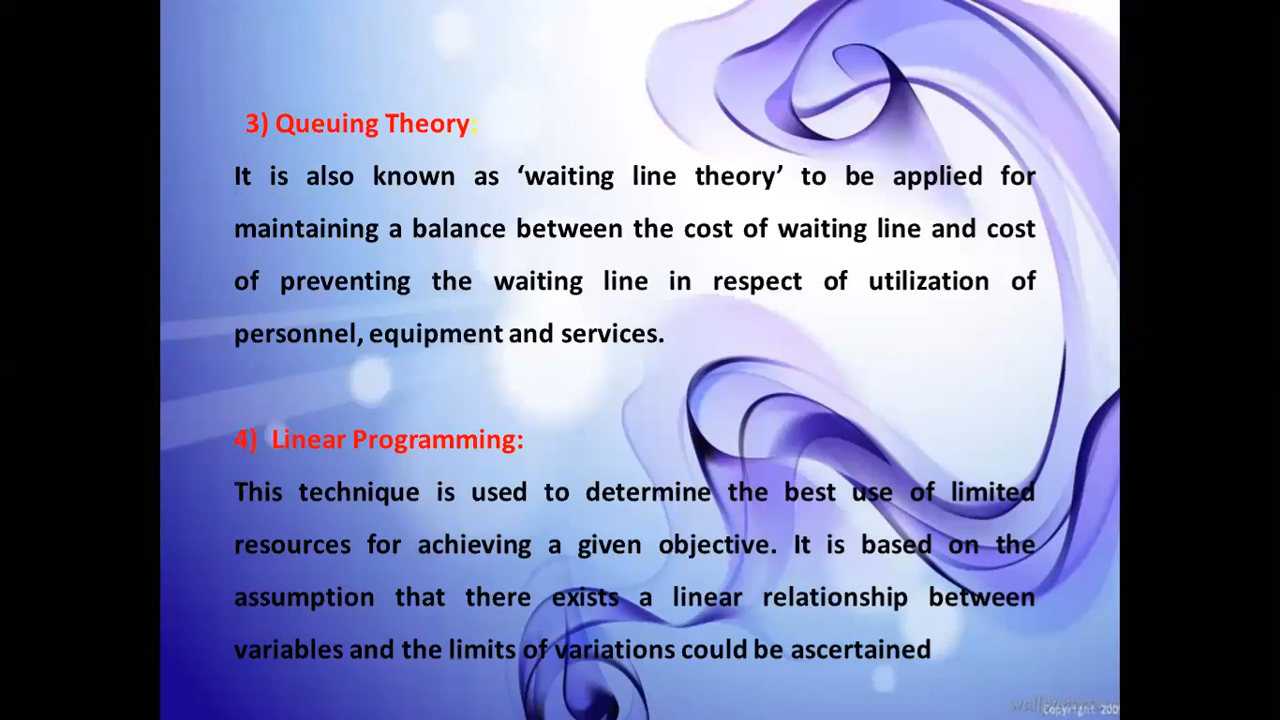 3) Queuing Theory:
It is also known as ‘waiting line theory’ to be applied for
maintaining a balance between the cost of waiting line and cost
of preventing the waiting line in respect of utilization of
personnel, equipment and services.
4) Linear Programming:
This technique is used to determine the best use of limited
resources for achieving a given objective. It is based on the
assumption that there exists a linear relationship between
variables and the limits of variations could be ascertained